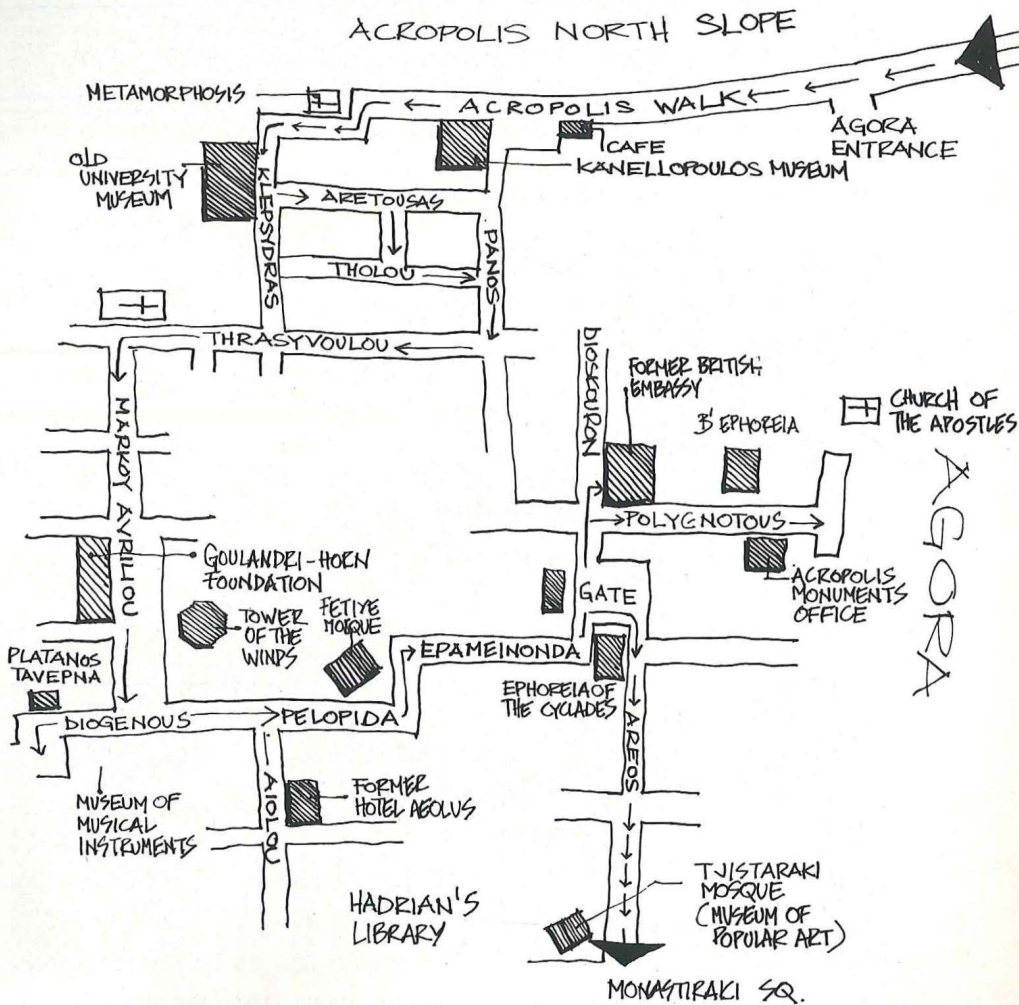 ACROPOLIS NORTH SLOPE
METAMORPHOSIS
ACROPOLIS WALK
AGORA
ENTRANCE
CAFE
KANELLOPOULOS MUSEUM
OLD
UNIVERSITY
MUSEUM
KLEPSYDRAS
ARETOUSAS
PANOS
THOLOU
THRASYVOULOU
DIOSKOURON
FORMER BRITISH
EMBASSY
B' EPHOREIA
CHURCH OF
THE APOSTLES
AGORA
MARKOY AVRILIOU
POLYGNOTOUS
GOULANDRI-HORN
FOUNDATION
ACROPOLIS
MONUMENTS
OFFICE
GATE
TOWER
OF THE
WINDS
FETIYE
MOSQUE
EPAMEINONDA
PLATANOS
TAVEPNA
EPHOREIA OF
THE CYCLADES
DIOGENOUS
PELOPIDA
AREOS
AIOLOU
FORMER
HOTEL AEOLUS
MUSEUM OF
MUSICAL
INSTRUMENTS
HADRIAN'S
LIBRARY
TJISTARAKI
MOSQUE
(MUSEUM OF
POPULAR ART)
MONASTIRAKI SQ.